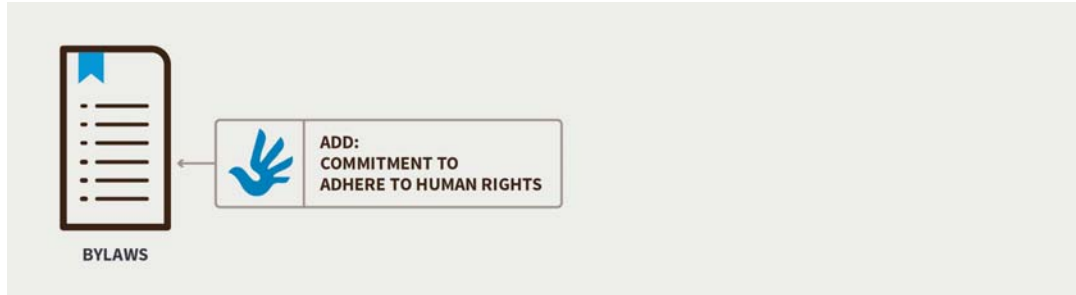 ADD:
COMMITMENT TO
ADHERE TO HUMAN RIGHTS
BYLAWS